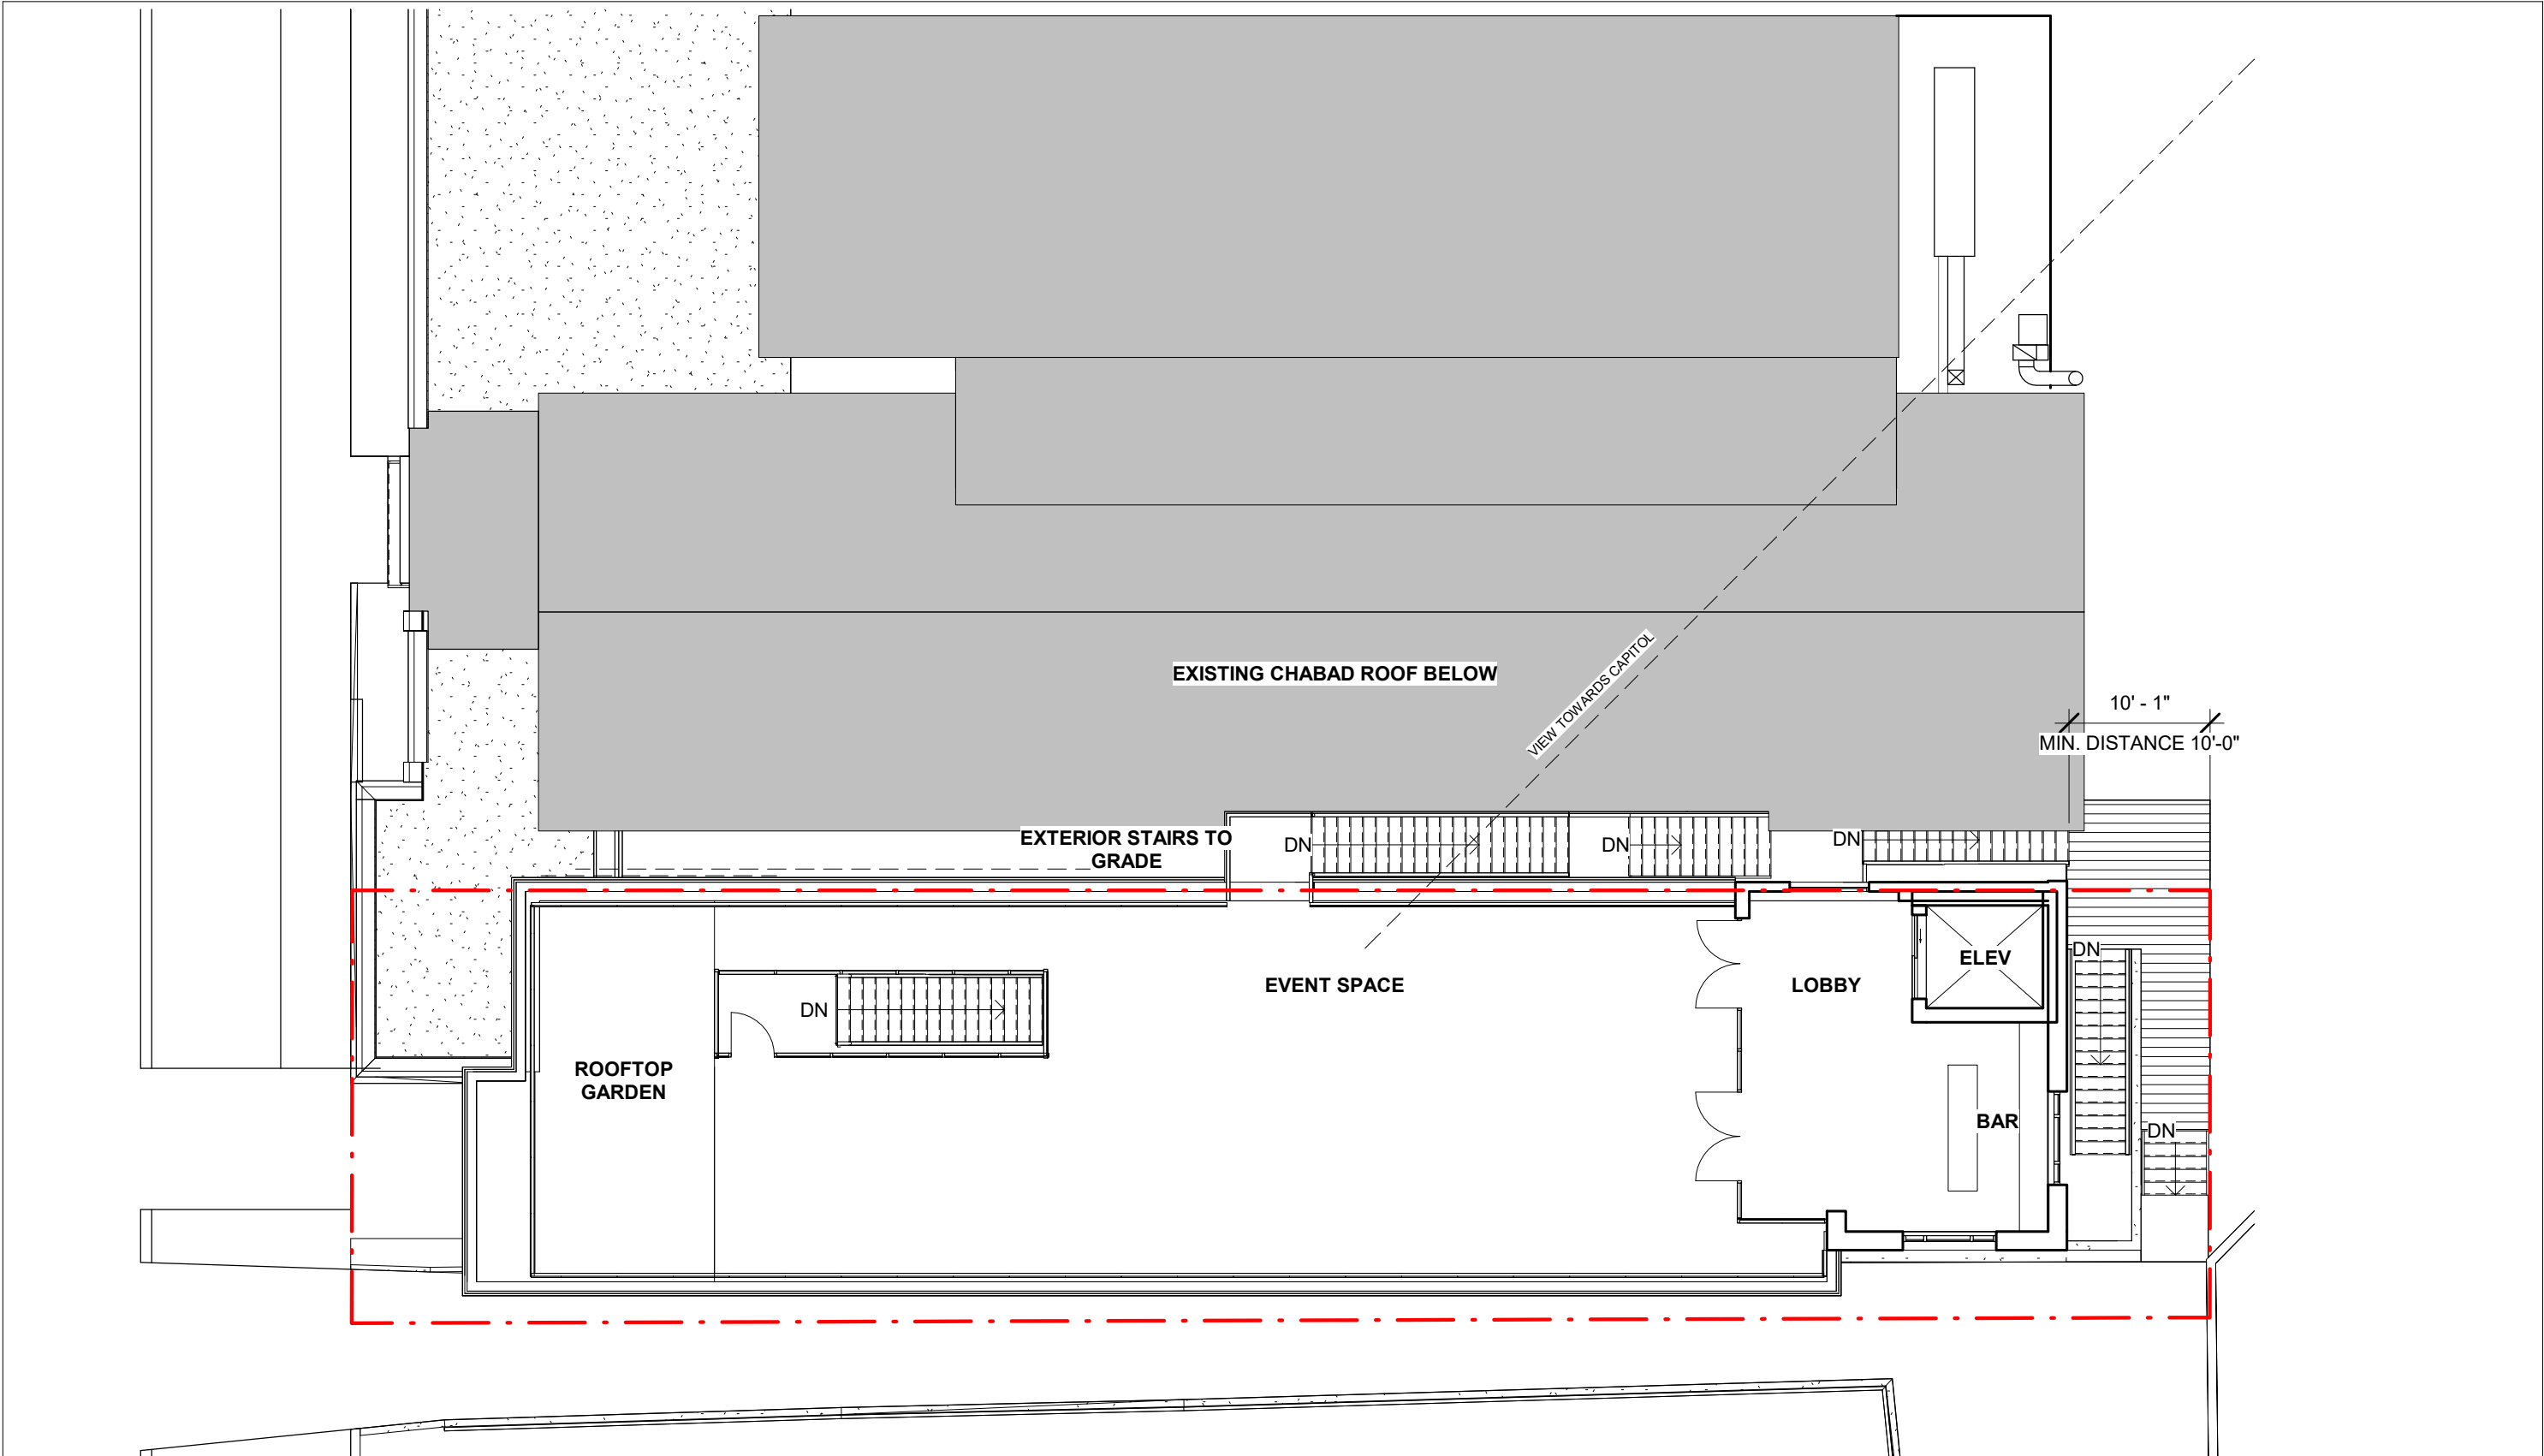 VIEW TOWARDS CAPITOL
EXISTING CHABAD ROOF BELOW
10' - 1"
MIN. DISTANCE 10'-0"
EXTERIOR STAIRS TO
GRADE
DN
DN
DN
DN
EVENT SPACE
LOBBY
ELEV
DN
ROOFTOP
GARDEN
BAR
DN